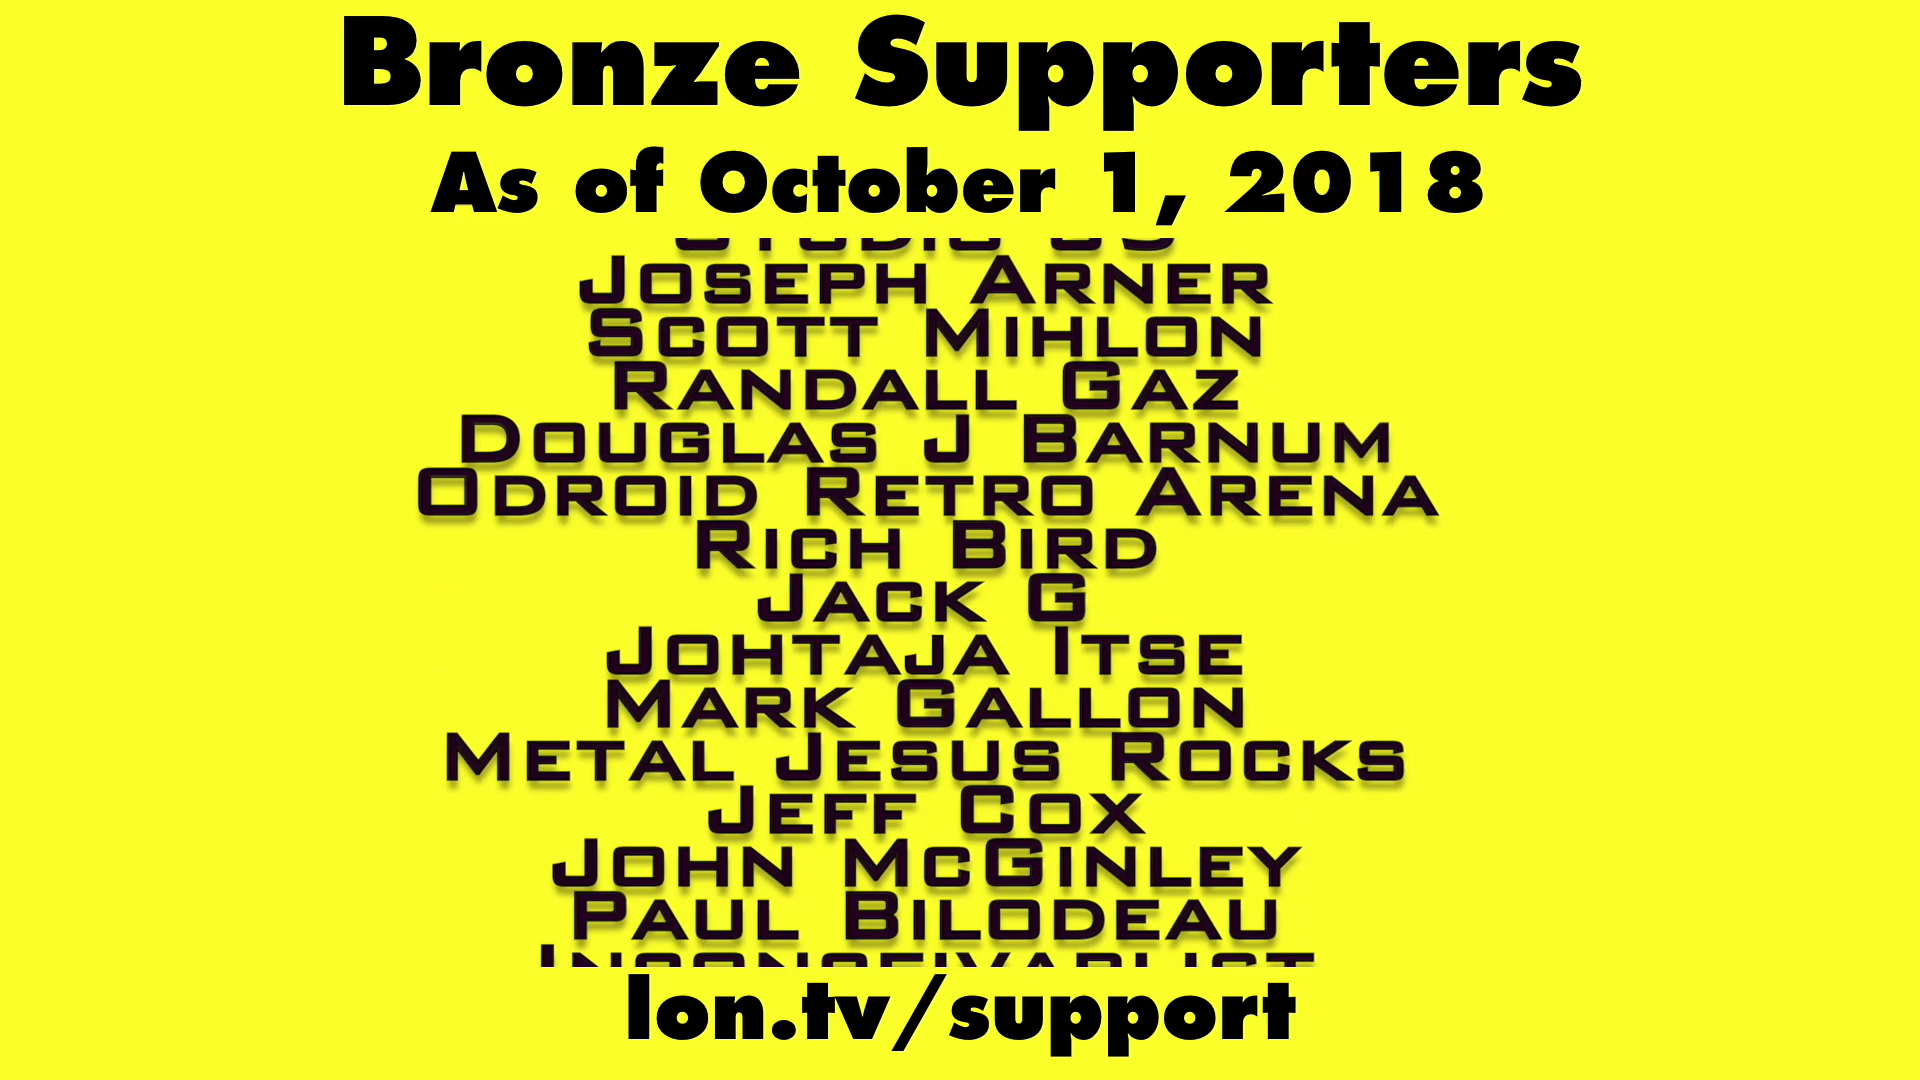 Bronze Supporters
As of October 1, 2018
Joseph Arner
Scott Mihlon
Randall Gaz
Douglas J Barnum
Odroid Retro Arena
Rich Bird
Jack G
Johtaja Itse
Mark Gallon
Metal Jesus Rocks
Jeff Cox
John McGinley
Paul Bilodeau
lon.tv/support